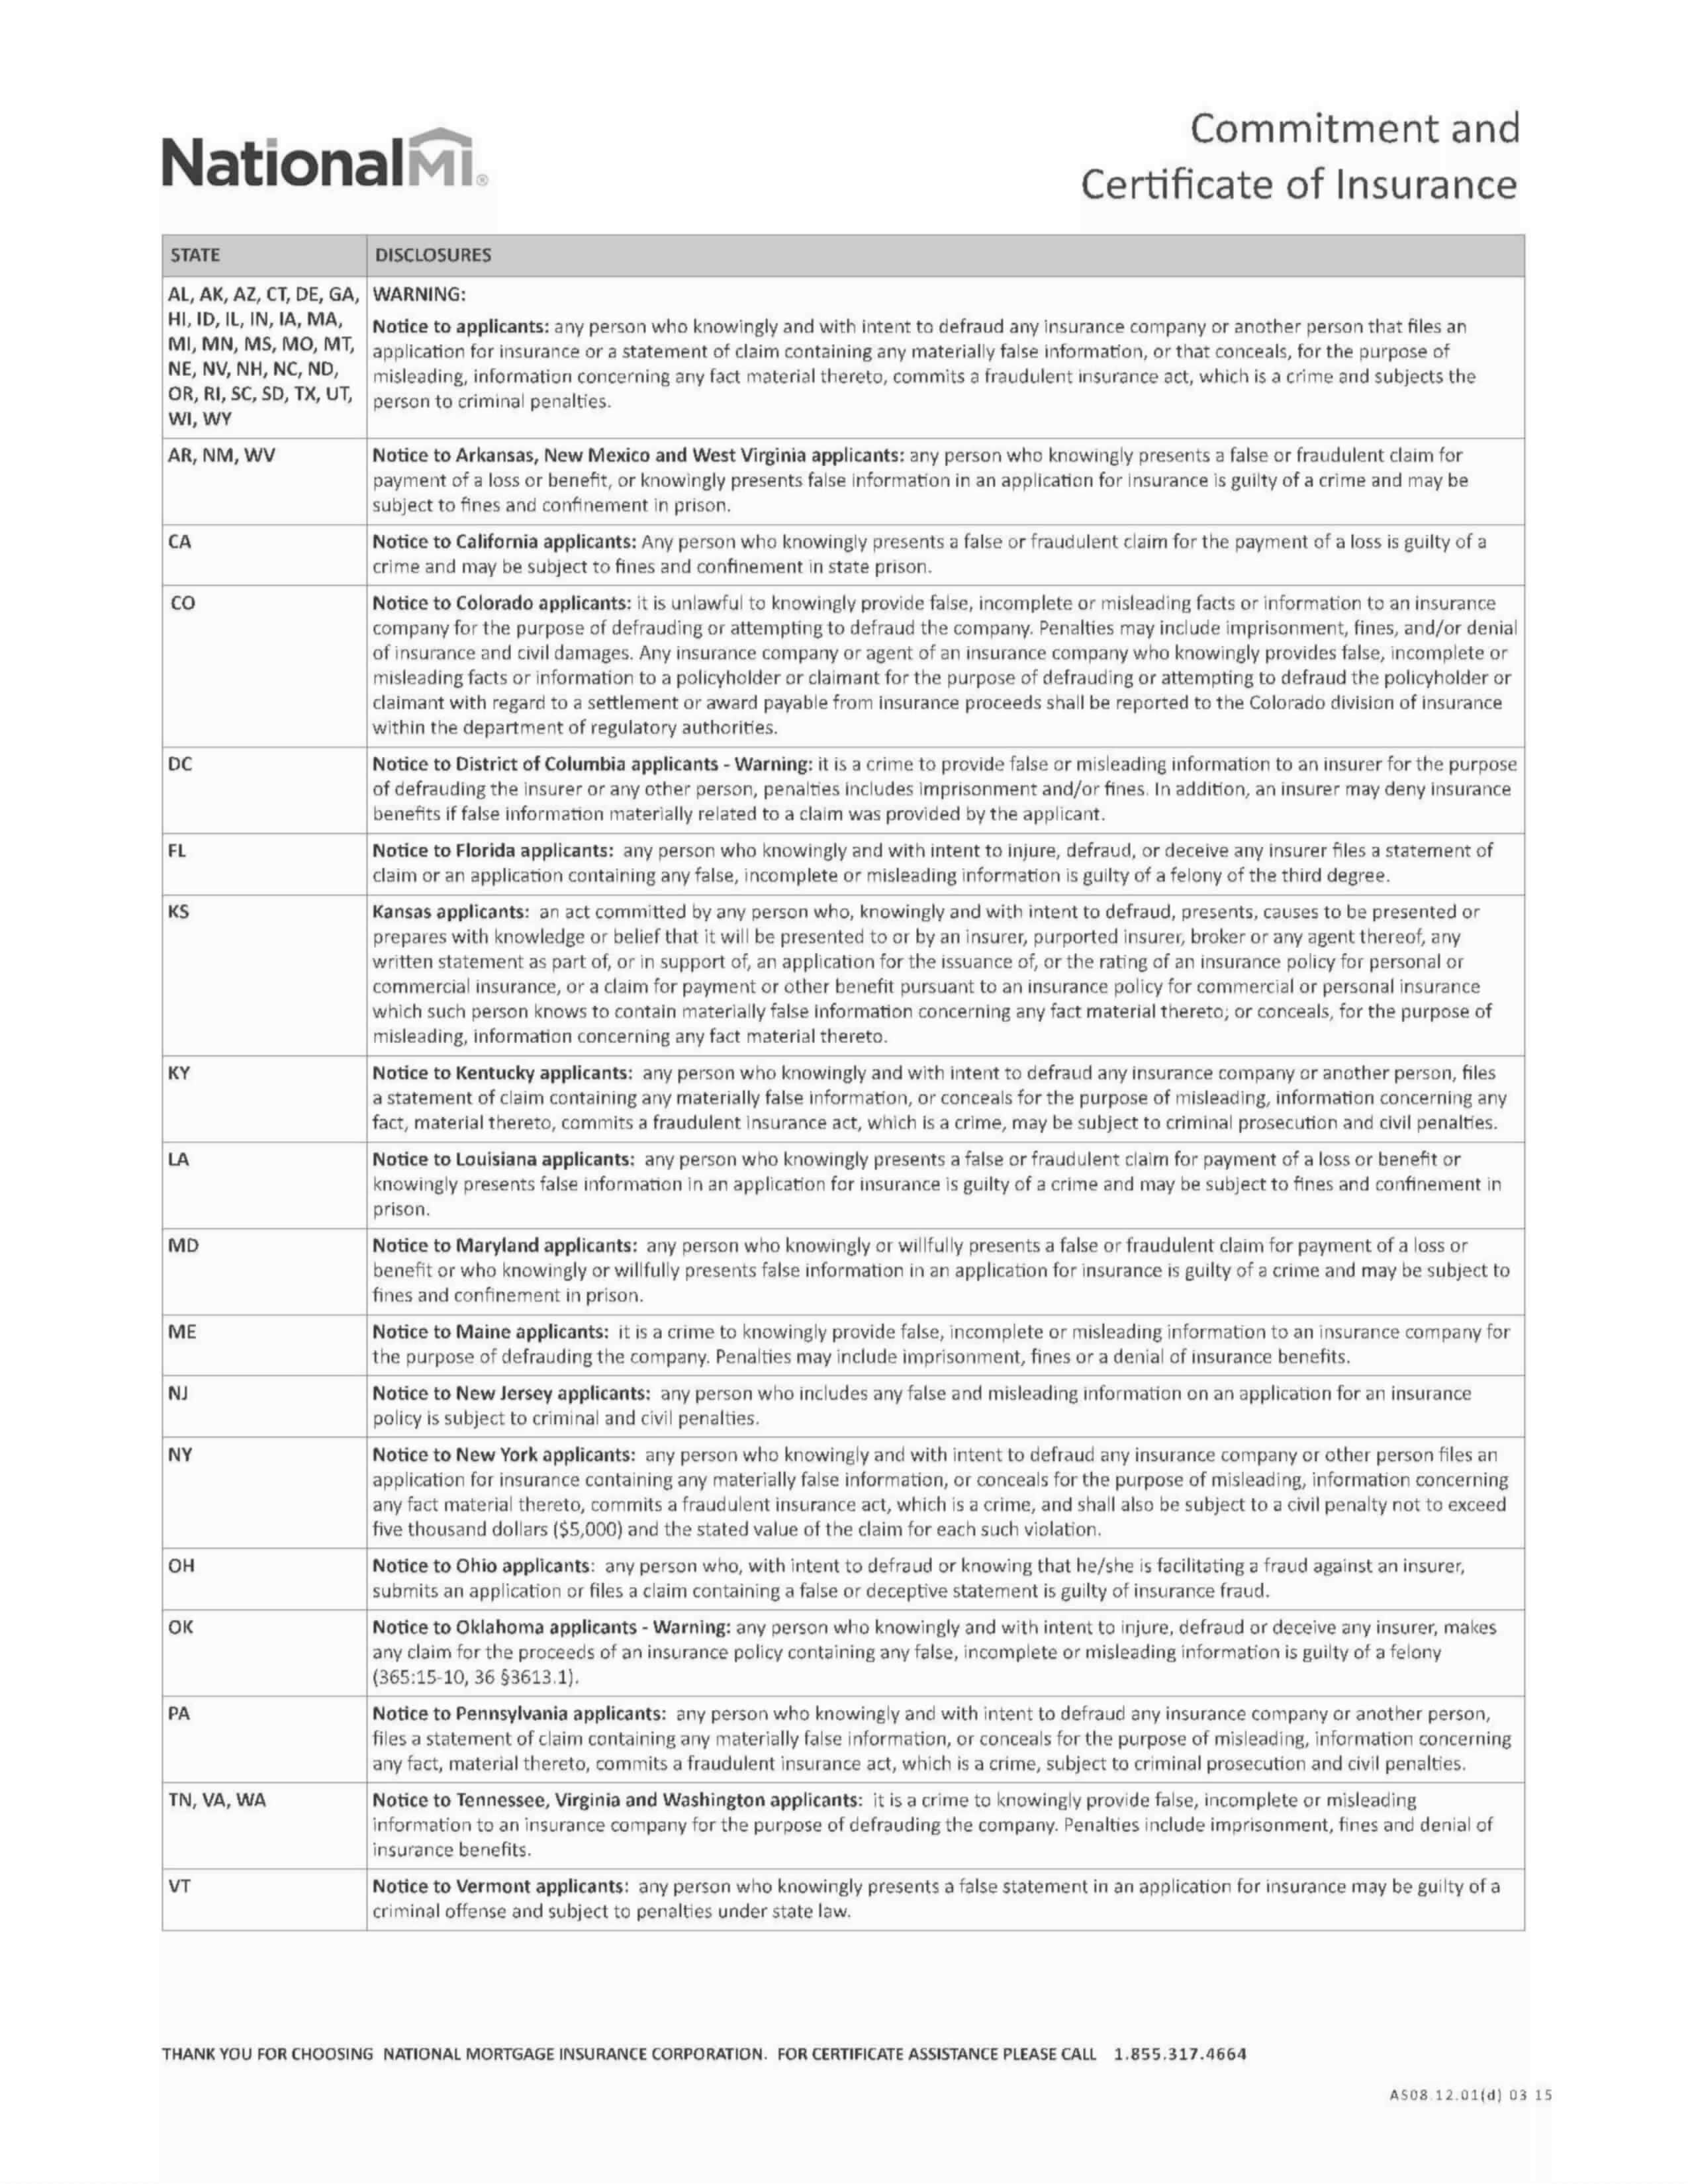 NationalMI®
Commitment and
Certificate of Insurance
STATE
DISCLOSURES
AL, AK, AZ, CT, DE, GA,
HI, ID, IL, IN, IA, MA,
MI, MN, MS, MO, MT,
NE, NV, NH, NC, ND,
OR, RI, SC, SD, TX, UT,
WI, WY
WARNING:
Notice to applicants: any person who knowingly and with intent to defraud any insurance company or another person that files an
application for insurance or a statement of claim containing any materially false information, or that conceals, for the purpose of
misleading, information concerning any fact material thereto, commits a fraudulent insurance act, which is a crime and subjects the
person to criminal penalties.
AR, NM, WV
Notice to Arkansas, New Mexico and West Virginia applicants: any person who knowingly presents a false or fraudulent claim for
payment of a loss or benefit, or knowingly presents false information in an application for insurance is guilty of a crime and may be
subject to fines and confinement in prison.
CA
Notice to California applicants: Any person who knowingly presents a false or fraudulent claim for the payment of a loss is guilty of a
crime and may be subject to fines and confinement in state prison.
CO
Notice to Colorado applicants: it is unlawful to knowingly provide false, incomplete or misleading facts or information to an insurance
company for the purpose of defrauding or attempting to defraud the company. Penalties may include imprisonment, fines, and/or denial
of insurance and civil damages. Any insurance company or agent of an insurance company who knowingly provides false, incomplete or
misleading facts or information to a policyholder or claimant for the purpose of defrauding or attempting to defraud the policyholder or
claimant with regard to a settlement or award payable from insurance proceeds shall be reported to the Colorado division of insurance
within the department of regulatory authorities.
DC
Notice to District of Columbia applicants - Warning: it is a crime to provide false or misleading information to an insurer for the purpose
of defrauding the insurer or any other person, penalties includes imprisonment and/or fines. In addition, an insurer may deny insurance
benefits if false information materially related to a claim was provided by the applicant.
FL
Notice to Florida applicants: any person who knowingly and with intent to injure, defraud, or deceive any insurer files a statement of
claim or an application containing any false, incomplete or misleading information is guilty of a felony of the third degree.
KS
Kansas applicants: an act committed by any person who, knowingly and with intent to defraud, presents, causes to be presented or
prepares with knowledge or belief that it will be presented to or by an insurer, purported insurer, broker or any agent thereof, any
written statement as part of, or in support of, an application for the issuance of, or the rating of an insurance policy for personal or
commercial insurance, or a claim for payment or other benefit pursuant to an insurance policy for commercial or personal insurance
which such person knows to contain materially false information concerning any fact material thereto; or conceals, for the purpose of
misleading, information concerning any fact material thereto.
KY
Notice to Kentucky applicants: any person who knowingly and with intent to defraud any insurance company or another person, files
a statement of claim containing any materially false information, or conceals for the purpose of misleading, information concerning any
fact, material thereto, commits a fraudulent insurance act, which is a crime, may be subject to criminal prosecution and civil penalties.
LA
Notice to Louisiana applicants: any person who knowingly presents a false or fraudulent claim for payment of a loss or benefit or
knowingly presents false information in an application for insurance is guilty of a crime and may be subject to fines and confinement in
prison.
MD
Notice to Maryland applicants: any person who knowingly or willfully presents a false or fraudulent claim for payment of a loss or
benefit or who knowingly or willfully presents false information in an application for insurance is guilty of a crime and may be subject to
fines and confinement in prison.
ME
Notice to Maine applicants: it is a crime to knowingly provide false, incomplete or misleading information to an insurance company for
the purpose of defrauding the company. Penalties may include imprisonment, fines or a denial of insurance benefits.
NJ
Notice to New Jersey applicants: any person who includes any false and misleading information on an application for an insurance
policy is subject to criminal and civil penalties.
NY
Notice to New York applicants: any person who knowingly and with intent to defraud any insurance company or other person files an
application for insurance containing any materially false information, or conceals for the purpose of misleading, information concerning
any fact material thereto, commits a fraudulent insurance act, which is a crime, and shall also be subject to a civil penalty not to exceed
five thousand dollars ($5,000) and the stated value of the claim for each such violation.
OH
Notice to Ohio applicants: any person who, with intent to defraud or knowing that he/she is facilitating a fraud against an insurer,
submits an application or files a claim containing a false or deceptive statement is guilty of insurance fraud.
OK
Notice to Oklahoma applicants - Warning: any person who knowingly and with intent to injure, defraud or deceive any insurer, makes
any claim for the proceeds of an insurance policy containing any false, incomplete or misleading information is guilty of a felony
(365:15-10, 36 §3613.1).
PA
Notice to Pennsylvania applicants: any person who knowingly and with intent to defraud any insurance company or another person,
files a statement of claim containing any materially false information, or conceals for the purpose of misleading, information concerning
any fact, material thereto, commits a fraudulent insurance act, which is a crime, subject to criminal prosecution and civil penalties.
TN, VA, WA
Notice to Tennessee, Virginia and Washington applicants: it is a crime to knowingly provide false, incomplete or misleading
information to an insurance company for the purpose of defrauding the company. Penalties include imprisonment, fines and denial of
insurance benefits.
VT
Notice to Vermont applicants: any person who knowingly presents a false statement in an application for insurance may be guilty of a
criminal offense and subject to penalties under state law.
THANK YOU FOR CHOOSING NATIONAL MORTGAGE INSURANCE CORPORATION. FOR CERTIFICATE ASSISTANCE PLEASE CALL 1.855.317.4664
AS08.12.01(d) 03 15